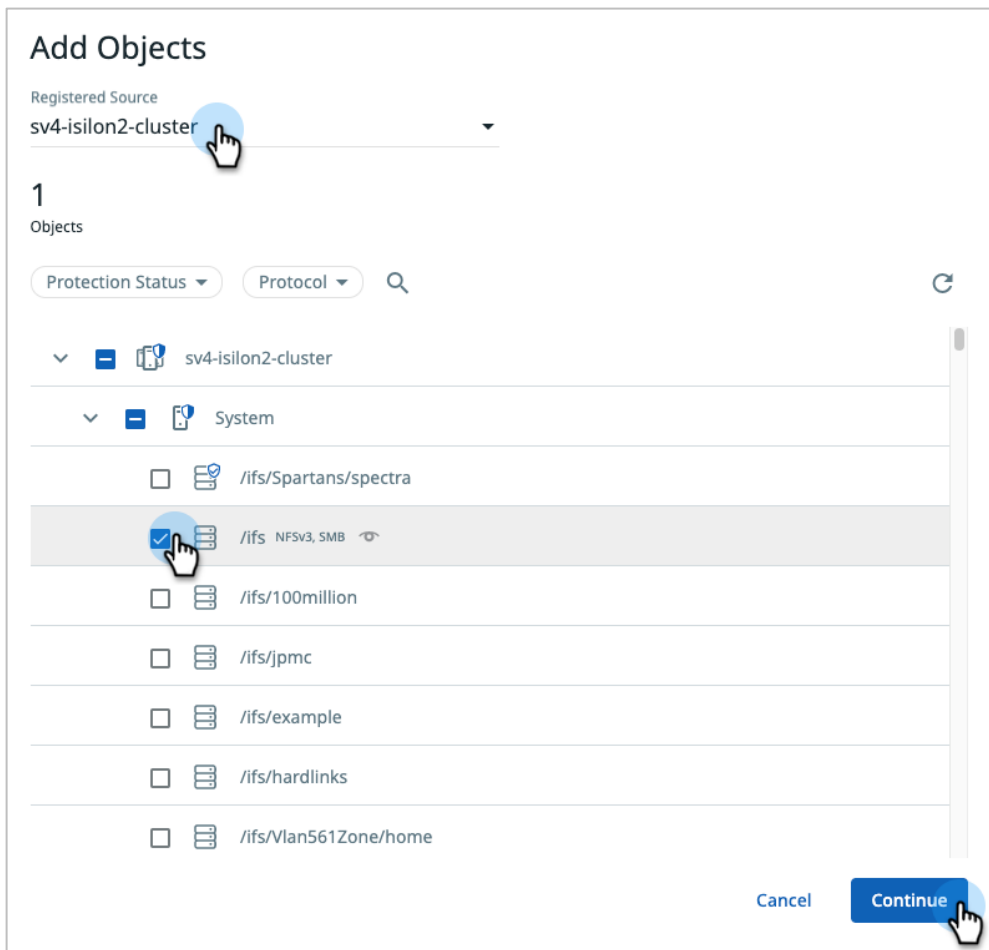 Add Objects
Registered Source
sv4-isilon2-cluster
1
Objects
Protection Status Protocol
sv4-isilon2-cluster
System
/ifs/Spartans/spectra
/ifs NFSv3, SMB
/ifs/100million
/ifs/jpmc
/ifs/example
/ifs/hardlinks
/ifs/Vlan561Zone/home
Cancel Continue